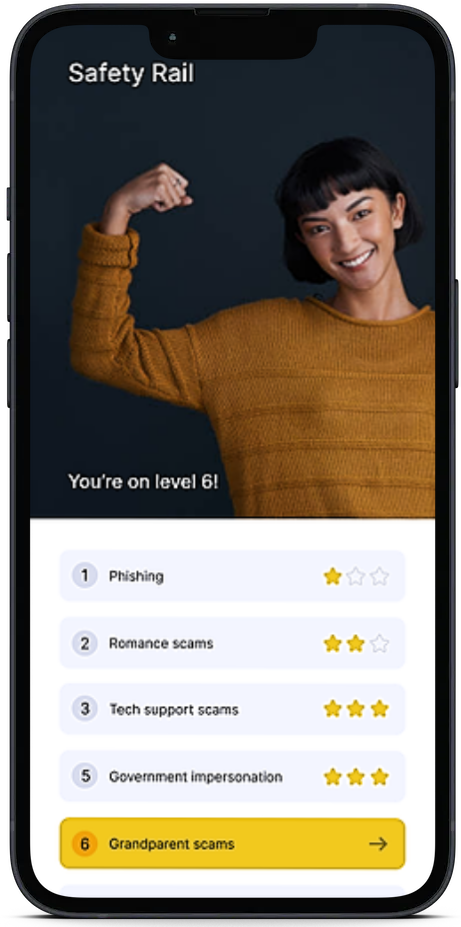 Safety Rail
You're on level 6!
1 Phishing
2 Romance scams
3 Tech support scams
5 Government impersonation
6 Grandparent scams